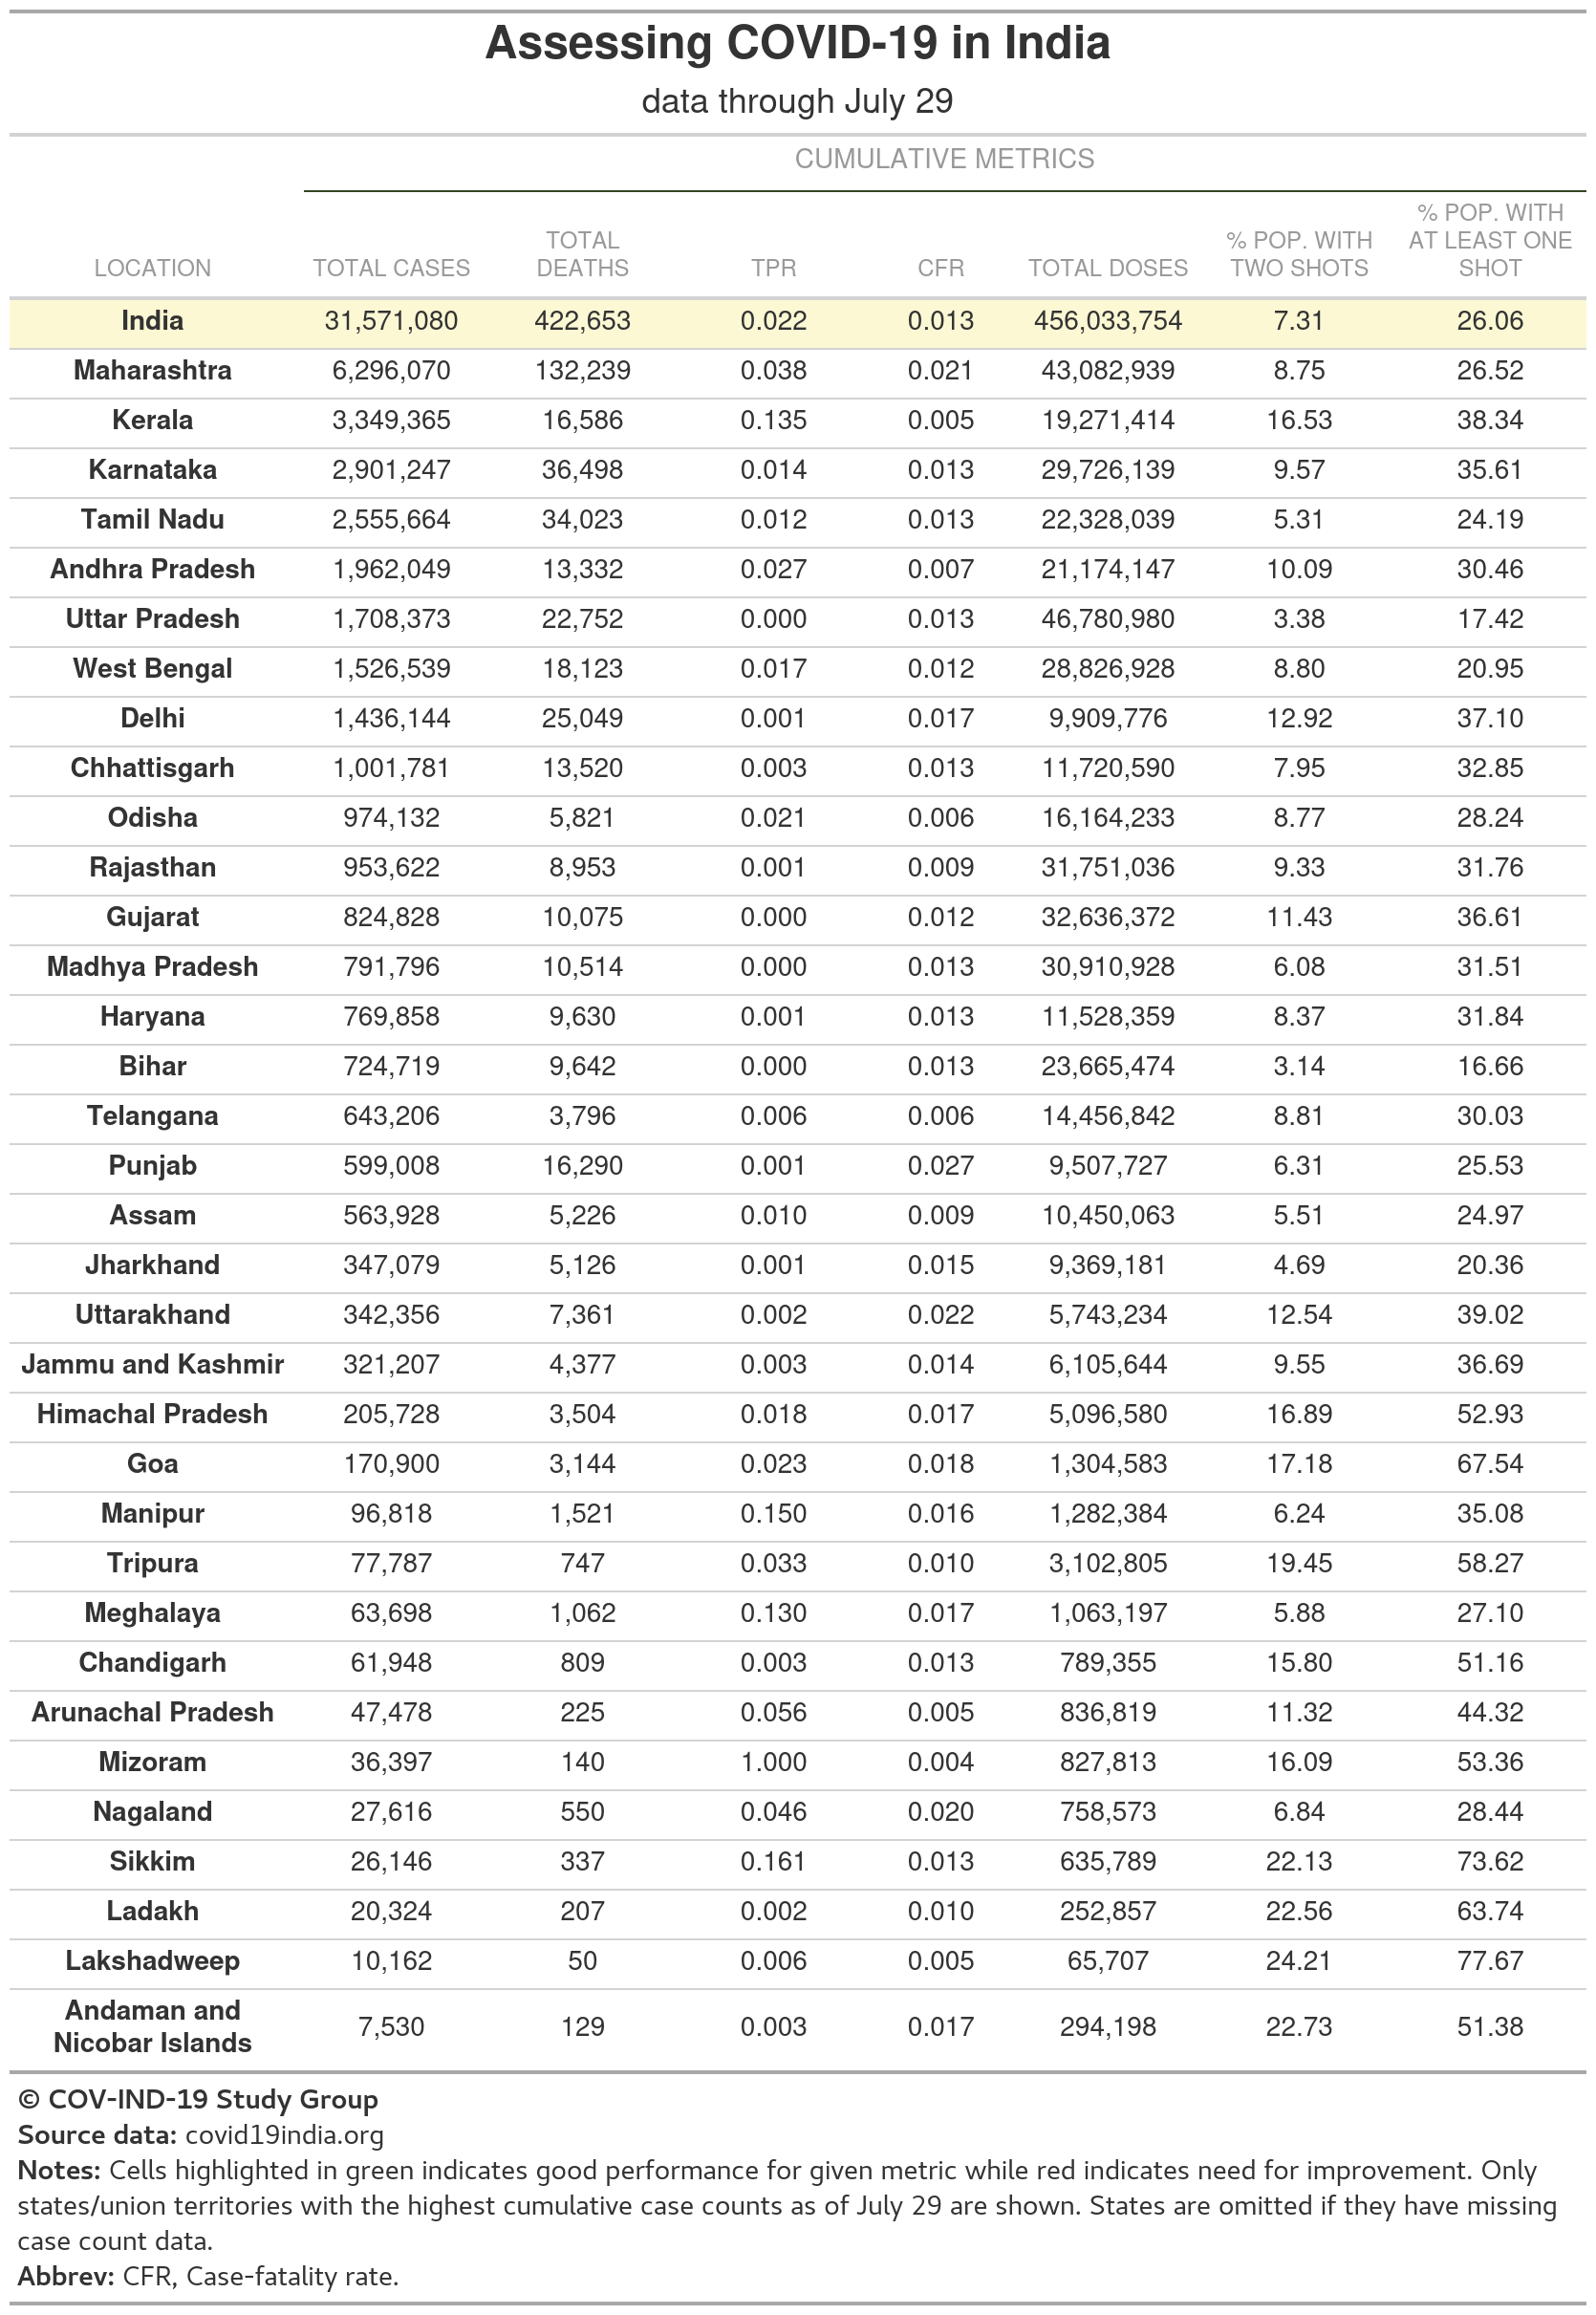 Assessing COVID-19 in India
data through July 29
CUMULATIVE METRICS
LOCATION TOTAL CASES TOTAL DEATHS TPR CFR TOTAL DOSES % POP. WITH TWO SHOTS % POP. WITH AT LEAST ONE SHOT
India 31,571,080 422,653 0.022 0.013 456,033,754 7.31 26.06
Maharashtra 6,296,070 132,239 0.038 0.021 43,082,939 8.75 26.52
Kerala 3,349,365 16,586 0.135 0.005 19,271,414 16.53 38.34
Karnataka 2,901,247 36,498 0.014 0.013 29,726,139 9.57 35.61
Tamil Nadu 2,555,664 34,023 0.012 0.013 22,328,039 5.31 24.19
Andhra Pradesh 1,962,049 13,332 0.027 0.007 21,174,147 10.09 30.46
Uttar Pradesh 1,708,373 22,752 0.000 0.013 46,780,980 3.38 17.42
West Bengal 1,526,539 18,123 0.017 0.012 28,826,928 8.80 20.95
Delhi 1,436,144 25,049 0.001 0.017 9,909,776 12.92 37.10
Chhattisgarh 1,001,781 13,520 0.003 0.013 11,720,590 7.95 32.85
Odisha 974,132 5,821 0.021 0.006 16,164,233 8.77 28.24
Rajasthan 953,622 8,953 0.001 0.009 31,751,036 9.33 31.76
Gujarat 824,828 10,075 0.000 0.012 32,636,372 11.43 36.61
Madhya Pradesh 791,796 10,514 0.000 0.013 30,910,928 6.08 31.51
Haryana 769,858 9,630 0.001 0.013 11,528,359 8.37 31.84
Bihar 724,719 9,642 0.000 0.013 23,665,474 3.14 16.66
Telangana 643,206 3,796 0.006 0.006 14,456,842 8.81 30.03
Punjab 599,008 16,290 0.001 0.027 9,507,727 6.31 25.53
Assam 563,928 5,226 0.010 0.009 10,450,063 5.51 24.97
Jharkhand 347,079 5,126 0.001 0.015 9,369,181 4.69 20.36
Uttarakhand 342,356 7,361 0.002 0.022 5,743,234 12.54 39.02
Jammu and Kashmir 321,207 4,377 0.003 0.014 6,105,644 9.55 36.69
Himachal Pradesh 205,728 3,504 0.018 0.017 5,096,580 16.89 52.93
Goa 170,900 3,144 0.023 0.018 1,304,583 17.18 67.54
Manipur 96,818 1,521 0.150 0.016 1,282,384 6.24 35.08
Tripura 77,787 747 0.033 0.010 3,102,805 19.45 58.27
Meghalaya 63,698 1,062 0.130 0.017 1,063,197 5.88 27.10
Chandigarh 61,948 809 0.003 0.013 789,355 15.80 51.16
Arunachal Pradesh 47,478 225 0.056 0.005 836,819 11.32 44.32
Mizoram 36,397 140 1.000 0.004 827,813 16.09 53.36
Nagaland 27,616 550 0.046 0.020 758,573 6.84 28.44
Sikkim 26,146 337 0.161 0.013 635,789 22.13 73.62
Ladakh 20,324 207 0.002 0.010 252,857 22.56 63.74
Lakshadweep 10,162 50 0.006 0.005 65,707 24.21 77.67
Andaman and Nicobar Islands 7,530 129 0.003 0.017 294,198 22.73 51.38
© COV-IND-19 Study Group
Source data: covid19india.org
Notes: Cells highlighted in green indicates good performance for given metric while red indicates need for improvement. Only
states/union territories with the highest cumulative case counts as of July 29 are shown. States are omitted if they have missing
case count data.
Abbrev: CFR, Case-fatality rate.